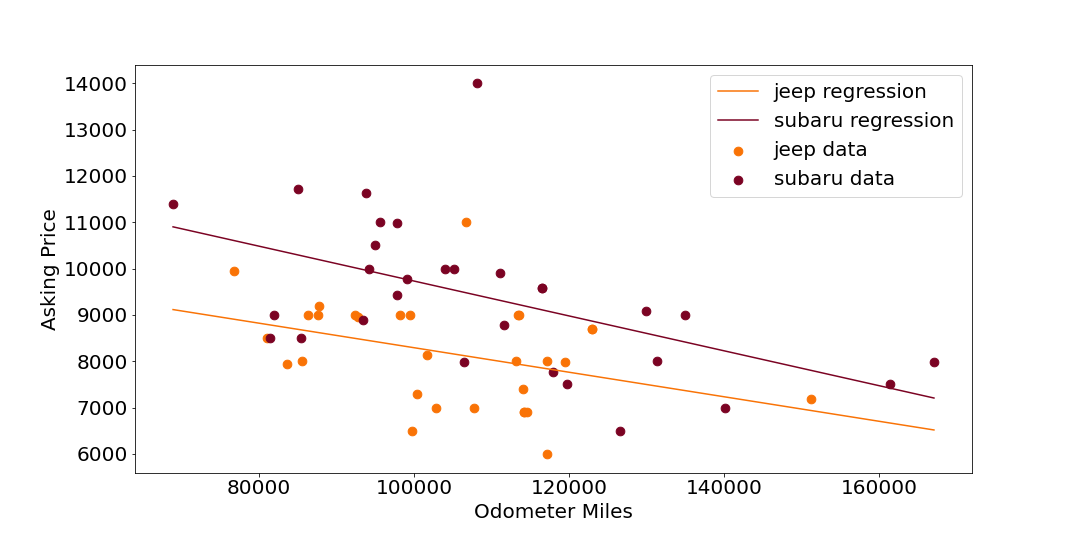 14000
13000
12000
11000
10000
9000
8000
7000
6000
Asking Price
jeep regression
subaru regression
jeep data
subaru data
80000 100000 120000 140000 160000
Odometer Miles